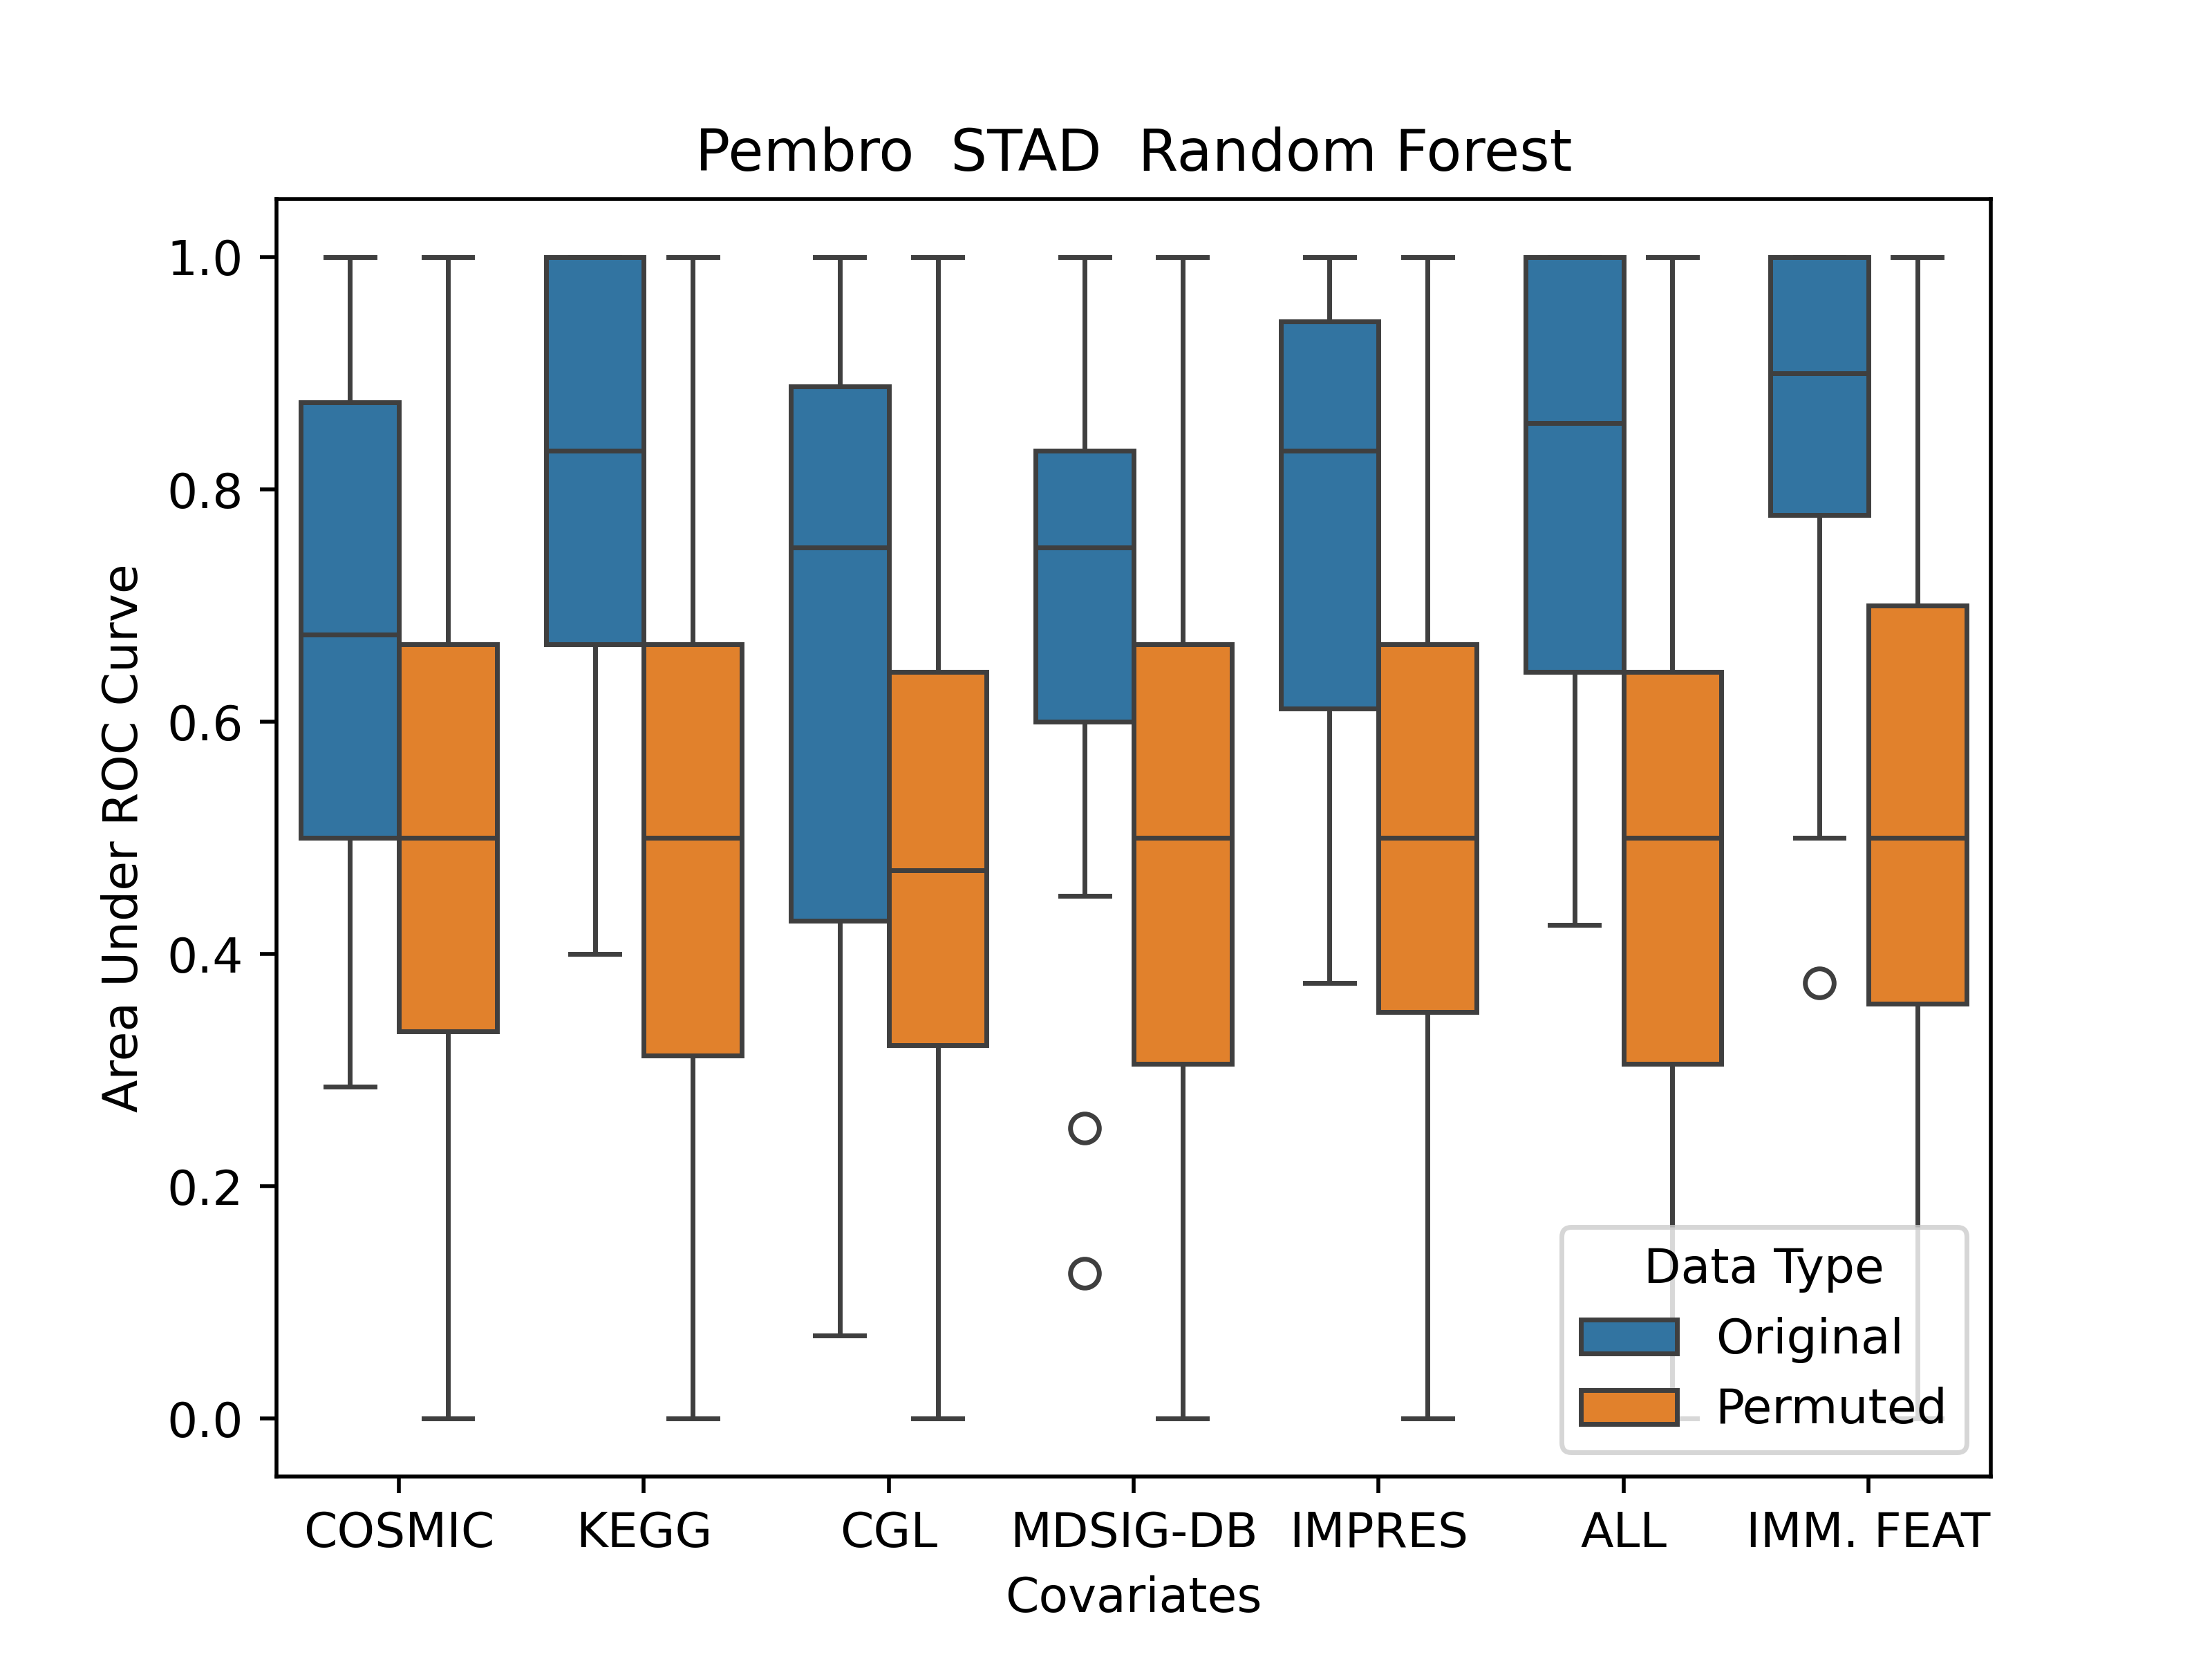 Pembro  STAD  Random Forest
Area Under ROC Curve
1.0
0.8
0.6
0.4
0.2
0.0
Data Type
Original
Permuted
COSMIC KEGG CGL MDSIG-DB IMPRES ALL IMM. FEAT
Covariates